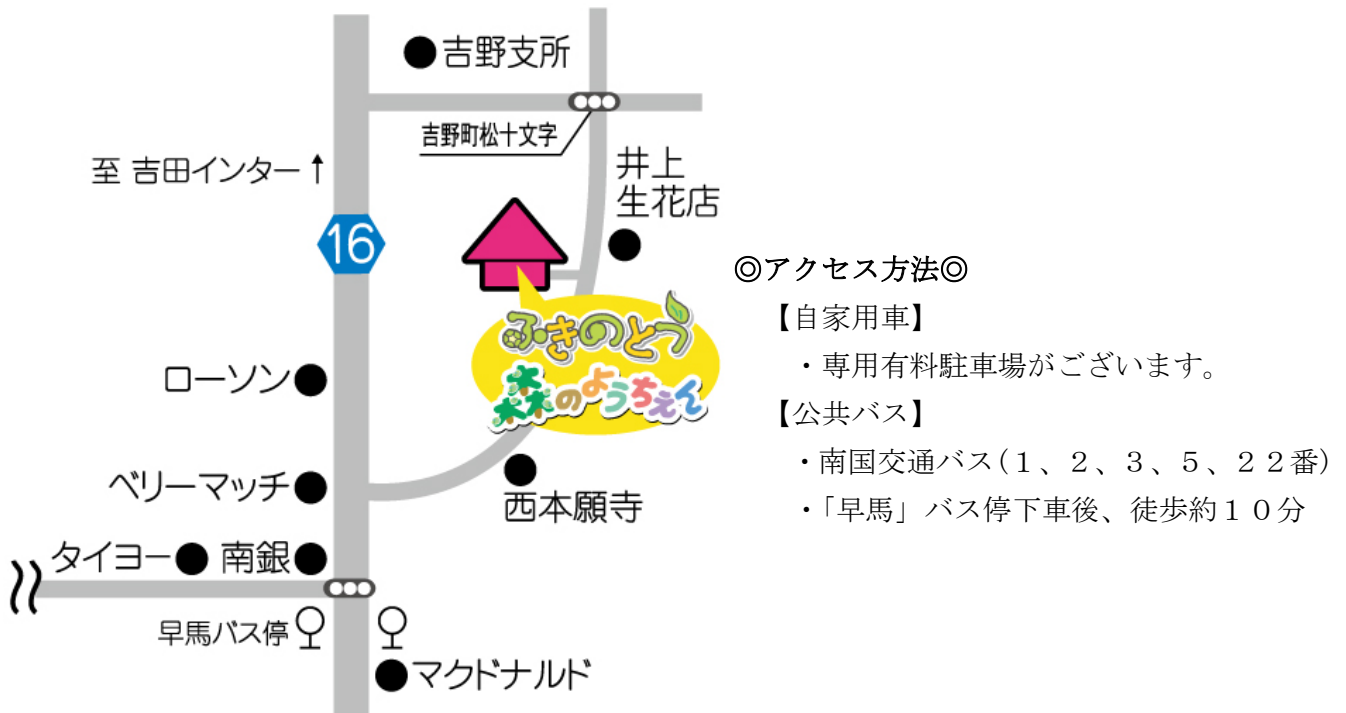 吉野支所
吉野町松十文字
至 吉田インター↑
井上
生花店
16
ふきのとう
森のようちえん
ローソン
ベリーマッチ
西本願寺
タイヨー
南銀
早馬バス停
マクドナルド
◎アクセス方法◎
【自家用車】
・専用有料駐車場がございます。
【公共バス】
・南国交通バス(１、２、３、５、２２番)
・「早馬」バス停下車後、徒歩約１０分